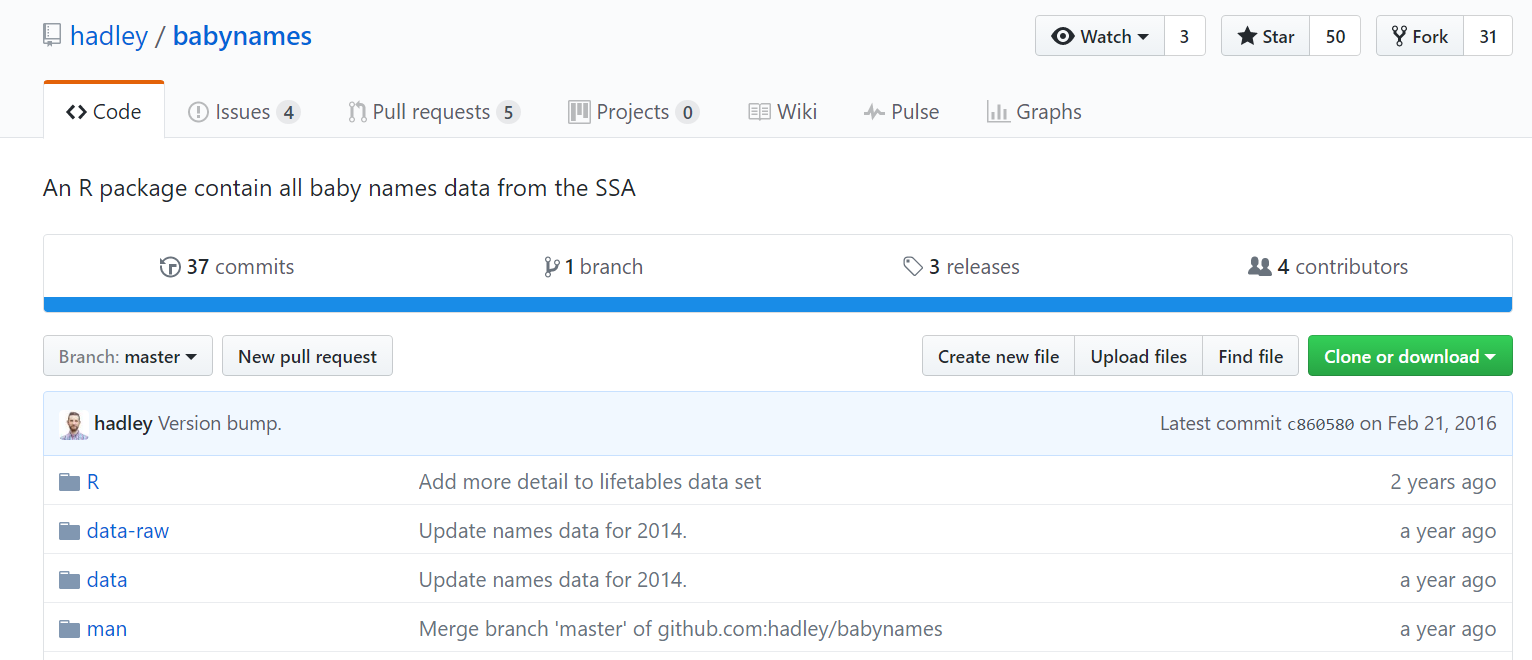 hadley / babynames Watch 3 Star 50 Fork 31
Code Issues 4 Pull requests 5 Projects 0 Wiki Pulse Graphs
An R package contain all baby names data from the SSA
37 commits 1 branch 3 releases 4 contributors
Branch: master New pull request Create new file Upload files Find file Clone or download
hadley Version bump. Latest commit c860580 on Feb 21, 2016
R Add more detail to lifetables data set 2 years ago
data-raw Update names data for 2014. a year ago
data Update names data for 2014. a year ago
man Merge branch 'master' of github.com:hadley/babynames a year ago